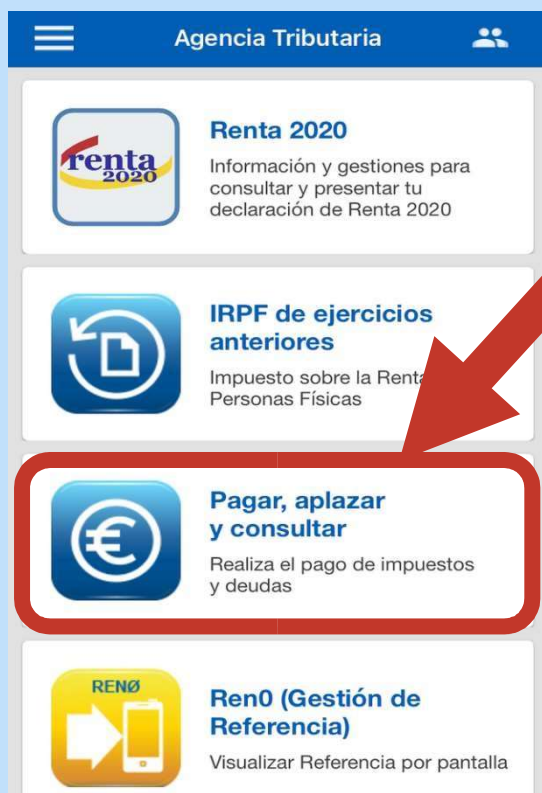 Agencia Tributaria
renta
2020
Renta 2020
Información y gestiones para
consultar y presentar tu
declaración de Renta 2020
IRPF de ejercicios
anteriores
Impuesto sobre la Renta
Personas Físicas
€
Pagar, aplazar
y consultar
Realiza el pago de impuestos
y deudas
RENØ
Ren0 (Gestión de
Referencia)
Visualizar Referencia por pantalla